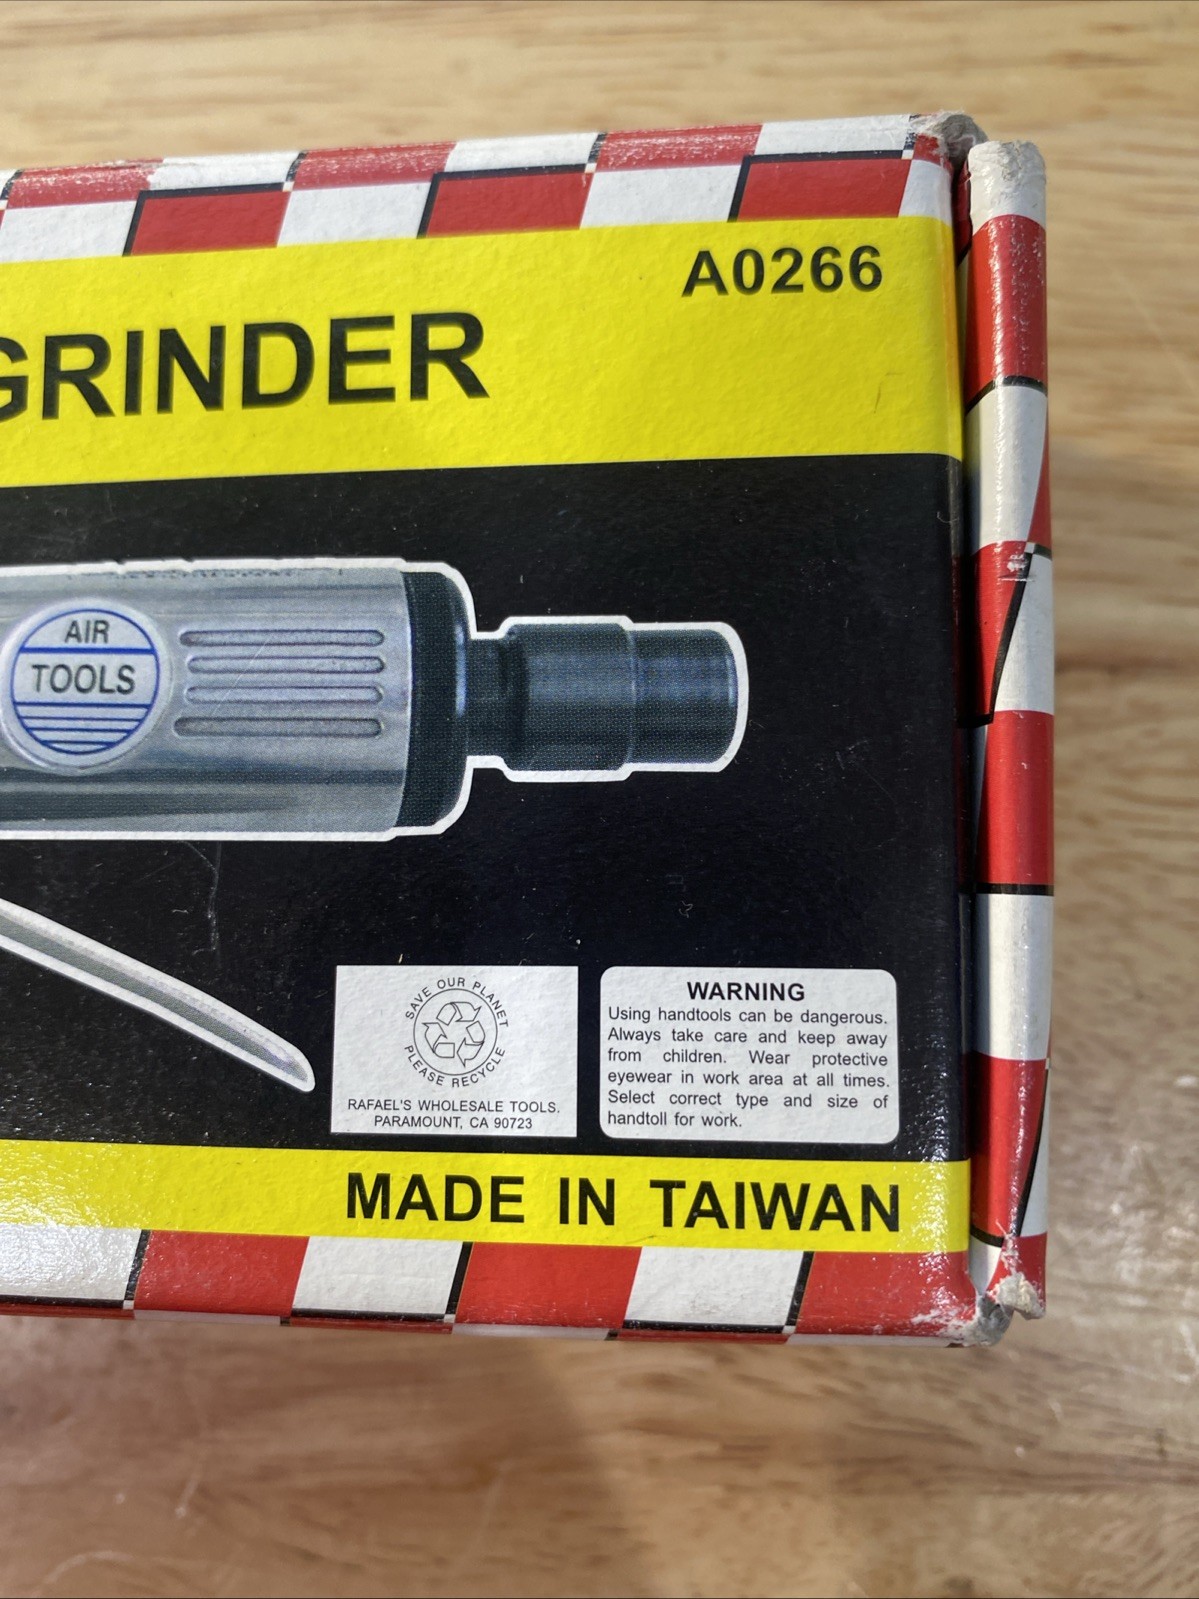 A0266
GRINDER
AIR
TOOLS
SAVE OUR PLANET
PLEASE RECYCLE
RAFAEL'S WHOLESALE TOOLS.
PARAMOUNT, CA 90723
WARNING
Using handtools can be dangerous.
Always take care and keep away
from children. Wear protective
eyewear in work area at all times.
Select correct type and size of
handtoll for work.
MADE IN TAIWAN